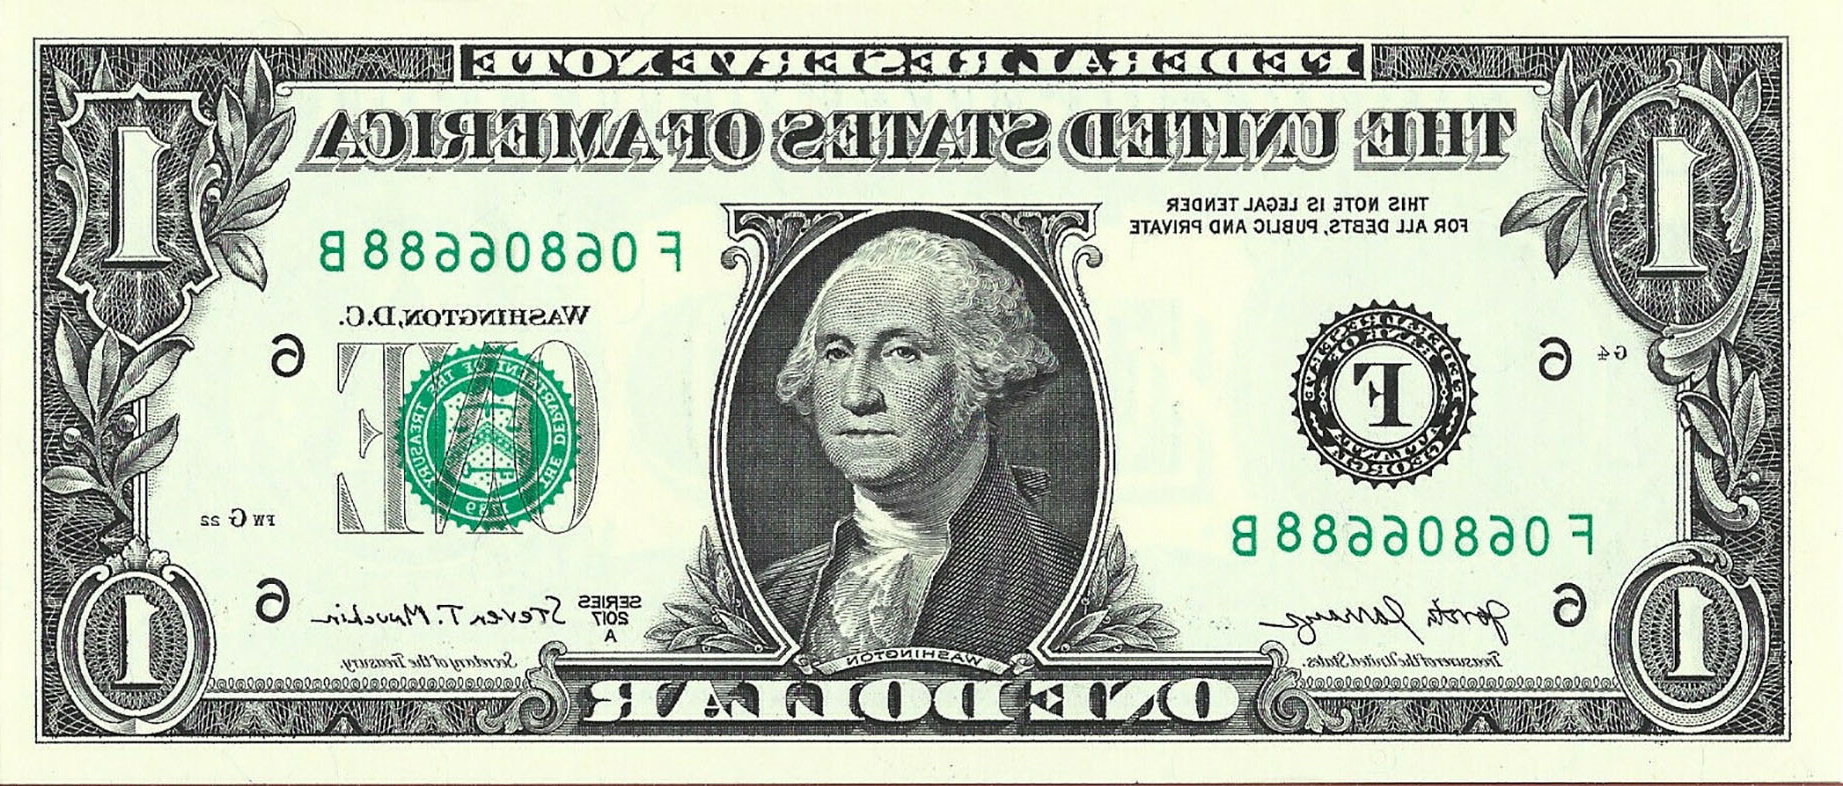 FEDERAL RESERVE NOTE
THE UNITED STATES OF AMERICA
1
1
THIS NOTE IS LEGAL TENDER
FOR ALL DEBTS, PUBLIC AND PRIVATE
F 06806688 B
WASHINGTON, D.C.
6
G 4
6
THE DEPARTMENT OF THE TREASURY
1789
ONE
F
FEDERAL RESERVE BANK OF ATLANTA
GEORGIA
F 06806688 B
FW G 22
6
6
SERIES
2017
A
Steven T. Mnuchin
Secretary of the Treasury.
Jovita Carranza
Treasurer of the United States.
WASHINGTON
1
1
ONE DOLLAR